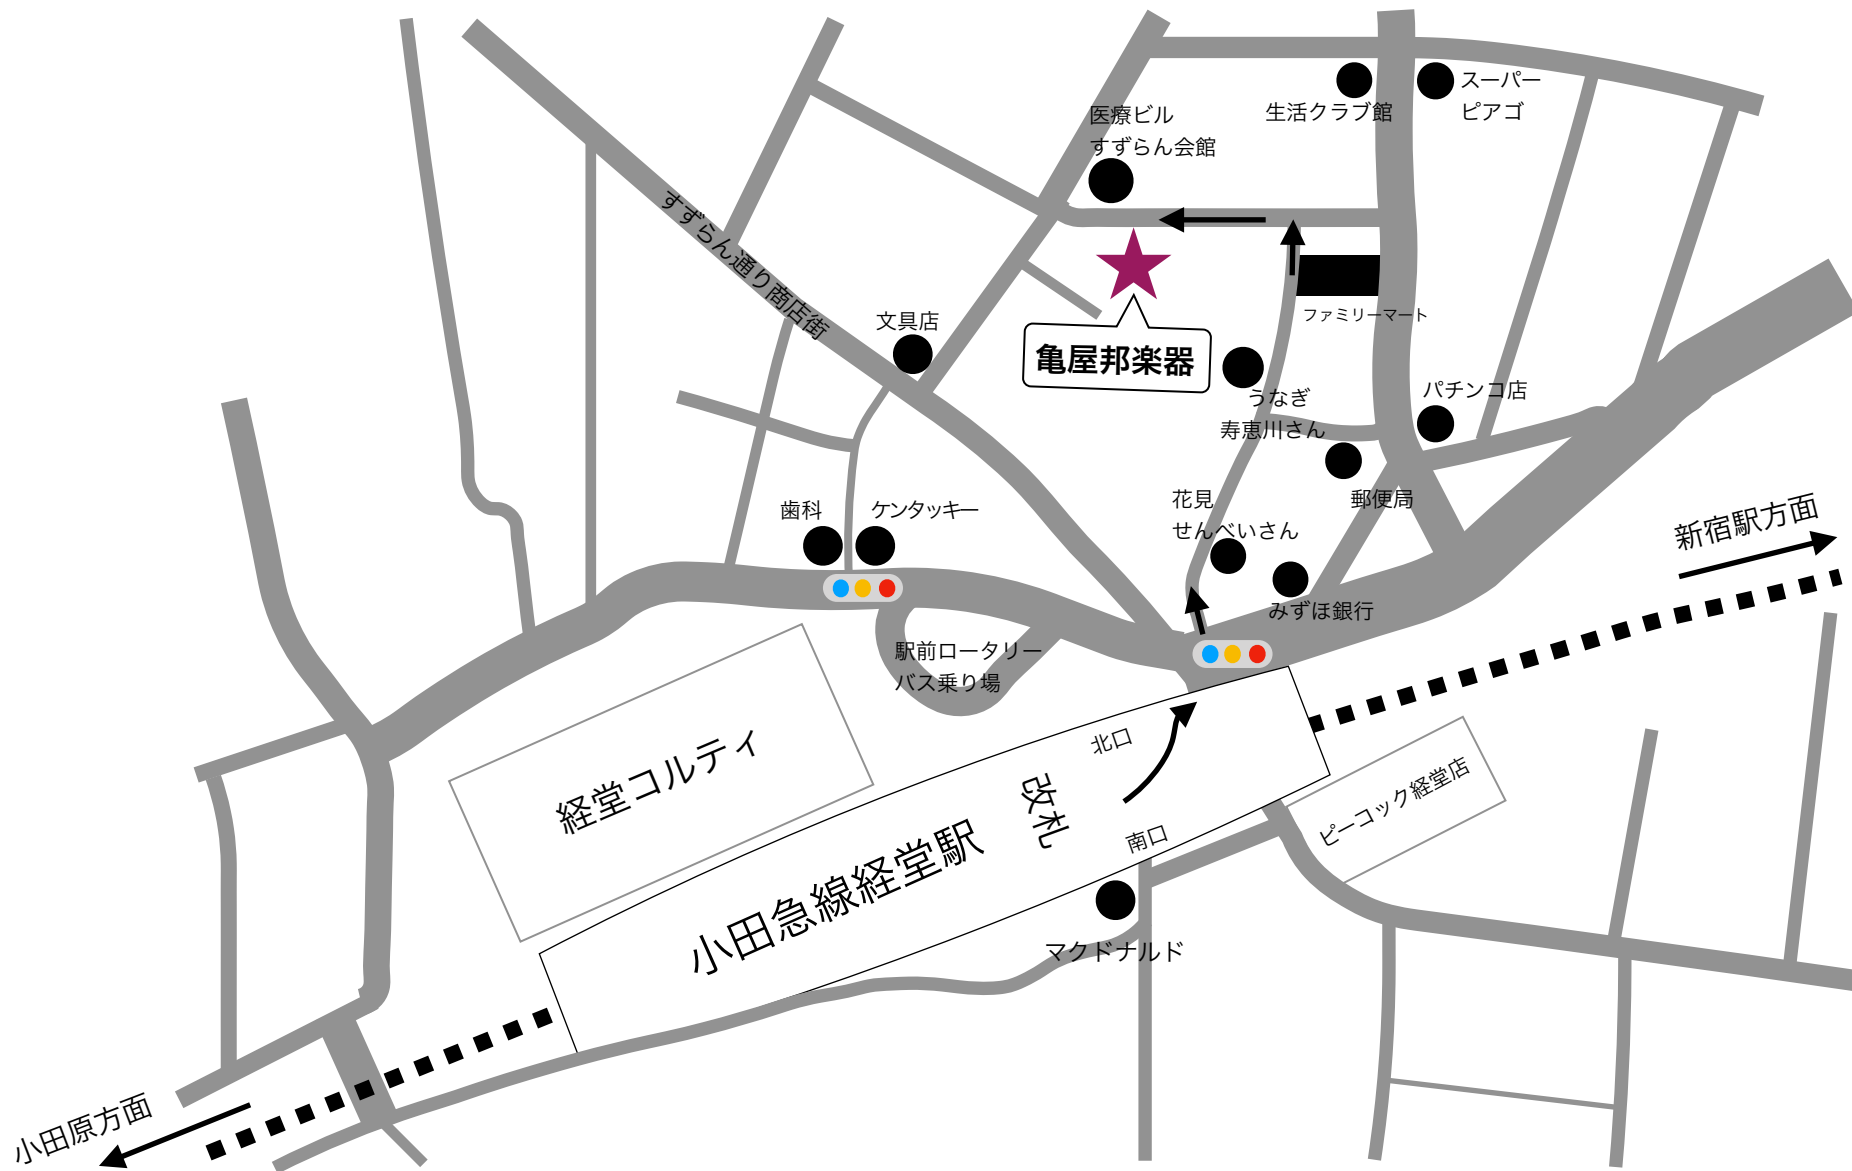 スーパー
ピアゴ
生活クラブ館
医療ビル
すずらん会館
すずらん通り商店街
文具店
ファミリーマート
亀屋邦楽器
うなぎ
寿恵川さん
パチンコ店
郵便局
花見
せんべいさん
みずほ銀行
歯科
ケンタッキー
新宿駅方面
駅前ロータリー
バス乗り場
経堂コルティ
北口
改札
南口
小田急線経堂駅
ピーコック経堂店
マクドナルド
小田原方面